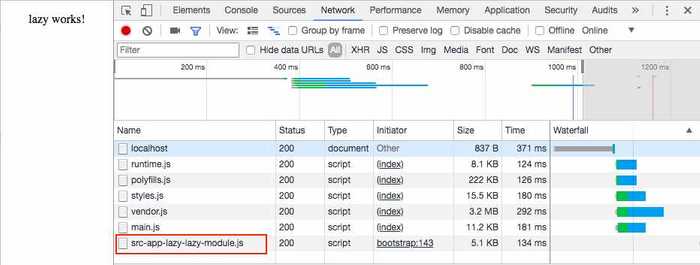 lazy works!
Elements Console Sources Network Performance Memory Application Security
Group by frame Preserve log Disable cache Offline Onli
Filter Hide data URLs All XHR JS CSS Img Media Font Doc WS Manifest Other
200 ms 400 ms 600 ms 800 ms 1000 ms 1200 ms
Name Status Type Initiator Size Time Waterfall
localhost 200 document Other 837 B 371 ms
runtime.js 200 script (index) 8.1 KB 124 ms
polyfills.js 200 script (index) 222 KB 126 ms
styles.js 200 script (index) 15.5 KB 180 ms
vendor.js 200 script (index) 3.2 MB 292 ms
main.js 200 script (index) 11.2 KB 181 ms
src-app-lazy-lazy-module.js 200 script bootstrap:143 5.1 KB 134 ms